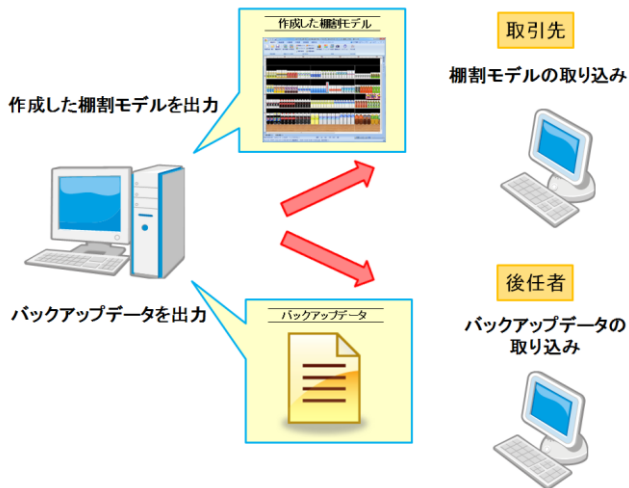 作成した棚割モデル
取引先
棚割モデルの取り込み
作成した棚割モデルを出力
後任者
バックアップデータを出力
バックアップデータ
バックアップデータの
取り込み